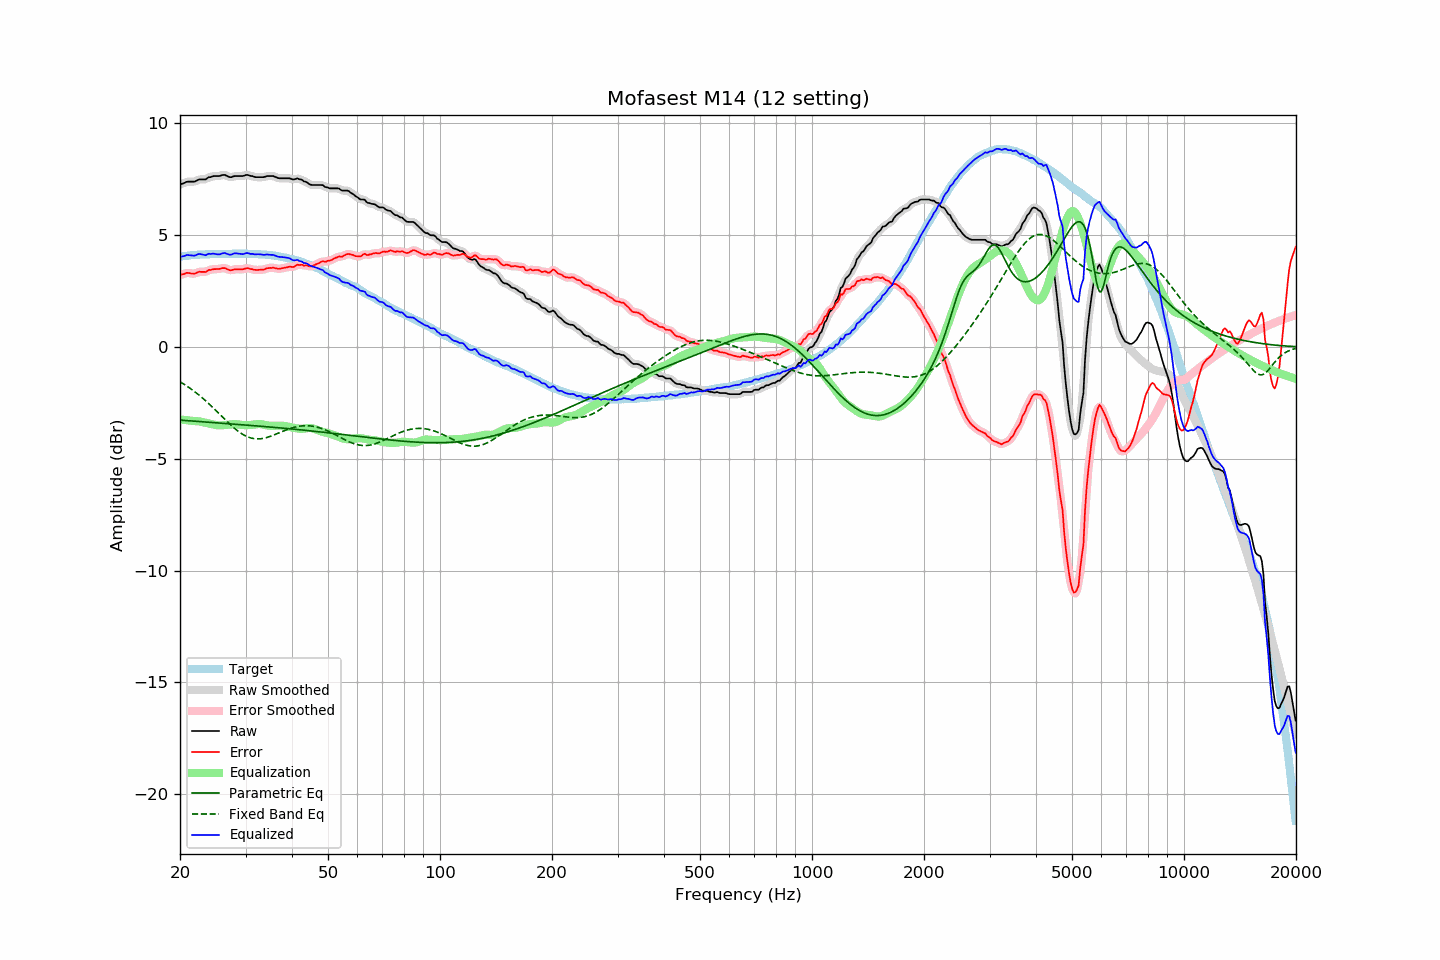 Mofasest M14 (12 setting)
Amplitude (dBr)
10
5
0
−5
−10
−15
−20
Target
Raw Smoothed
Error Smoothed
Raw
Error
Equalization
Parametric Eq
Fixed Band Eq
Equalized
20 50 100 200 500 1000 2000 5000 10000 20000
Frequency (Hz)